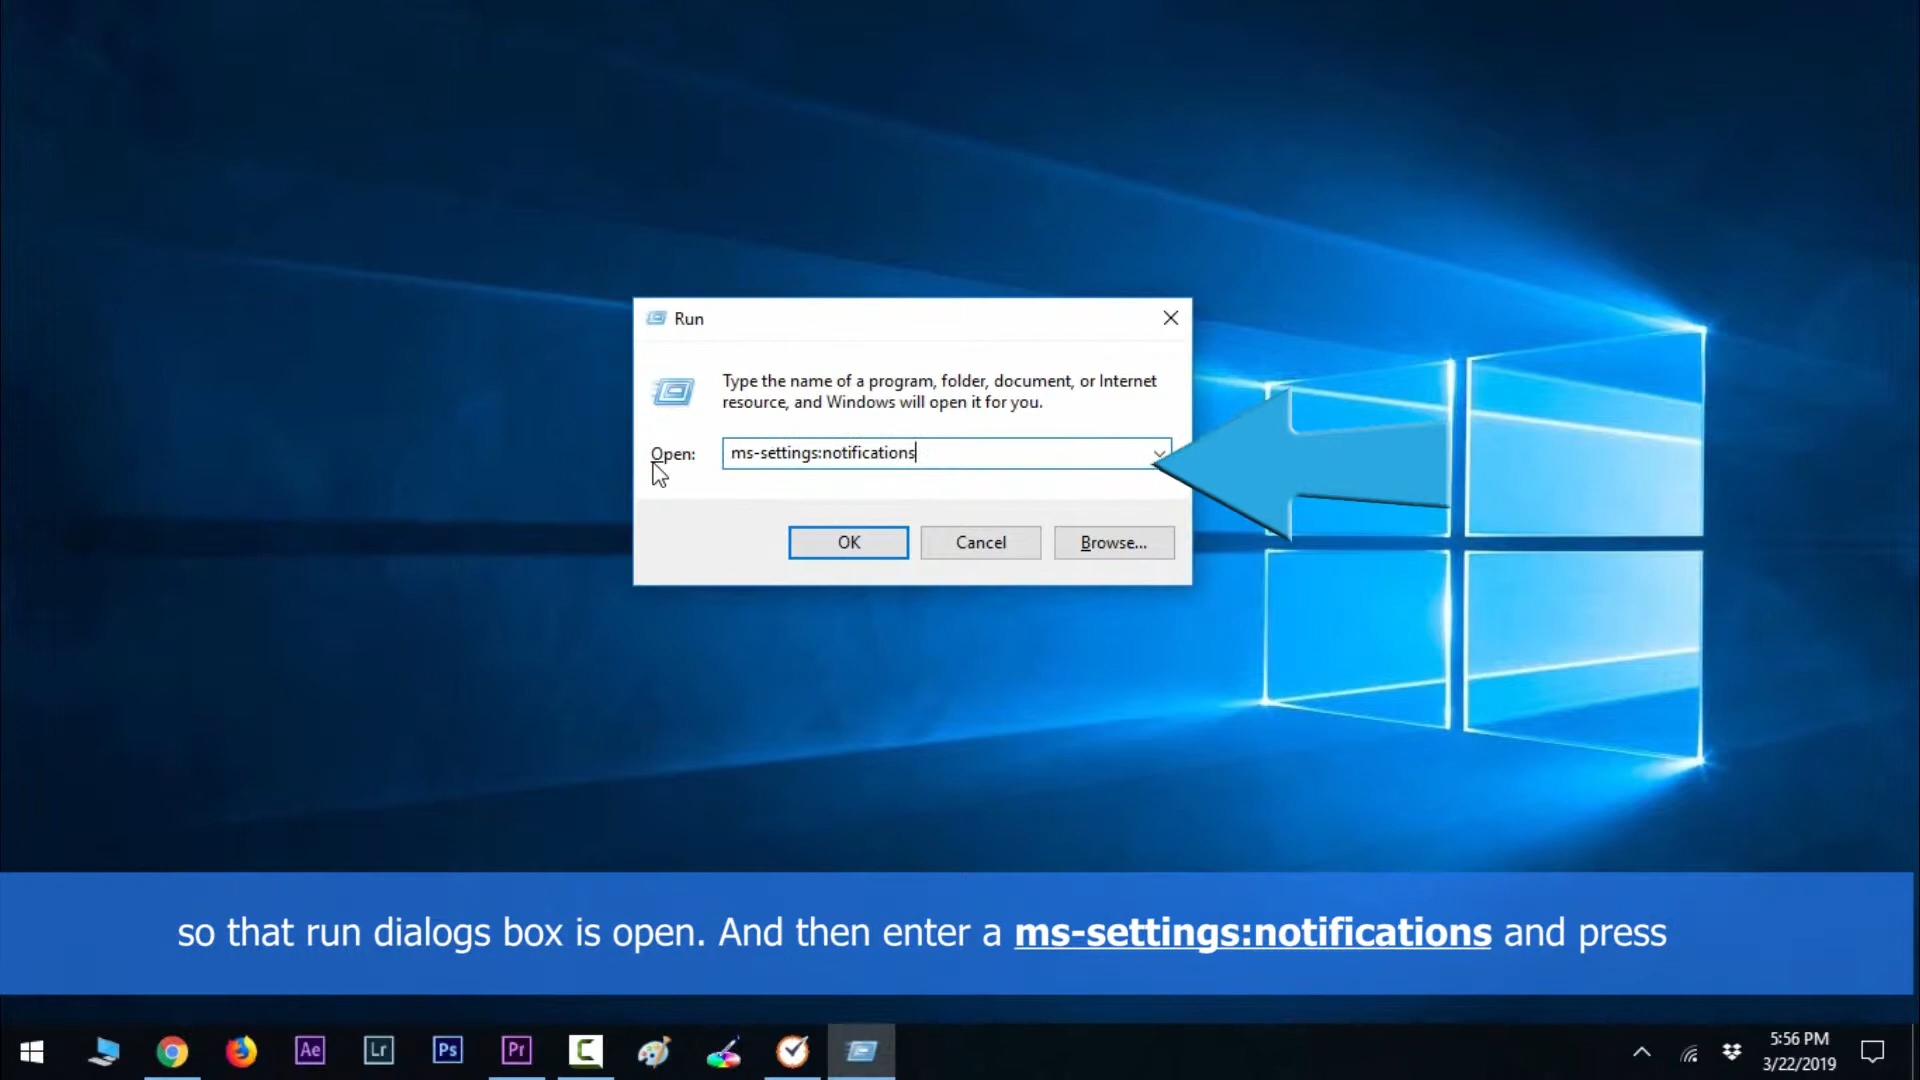 Run
Type the name of a program, folder, document, or Internet
resource, and Windows will open it for you.
Open:
ms-settings:notifications
OK
Cancel
Browse...
so that run dialogs box is open. And then enter a ms-settings:notifications and press
Ae
Lr
Ps
Pr
C
5:56 PM
3/22/2019